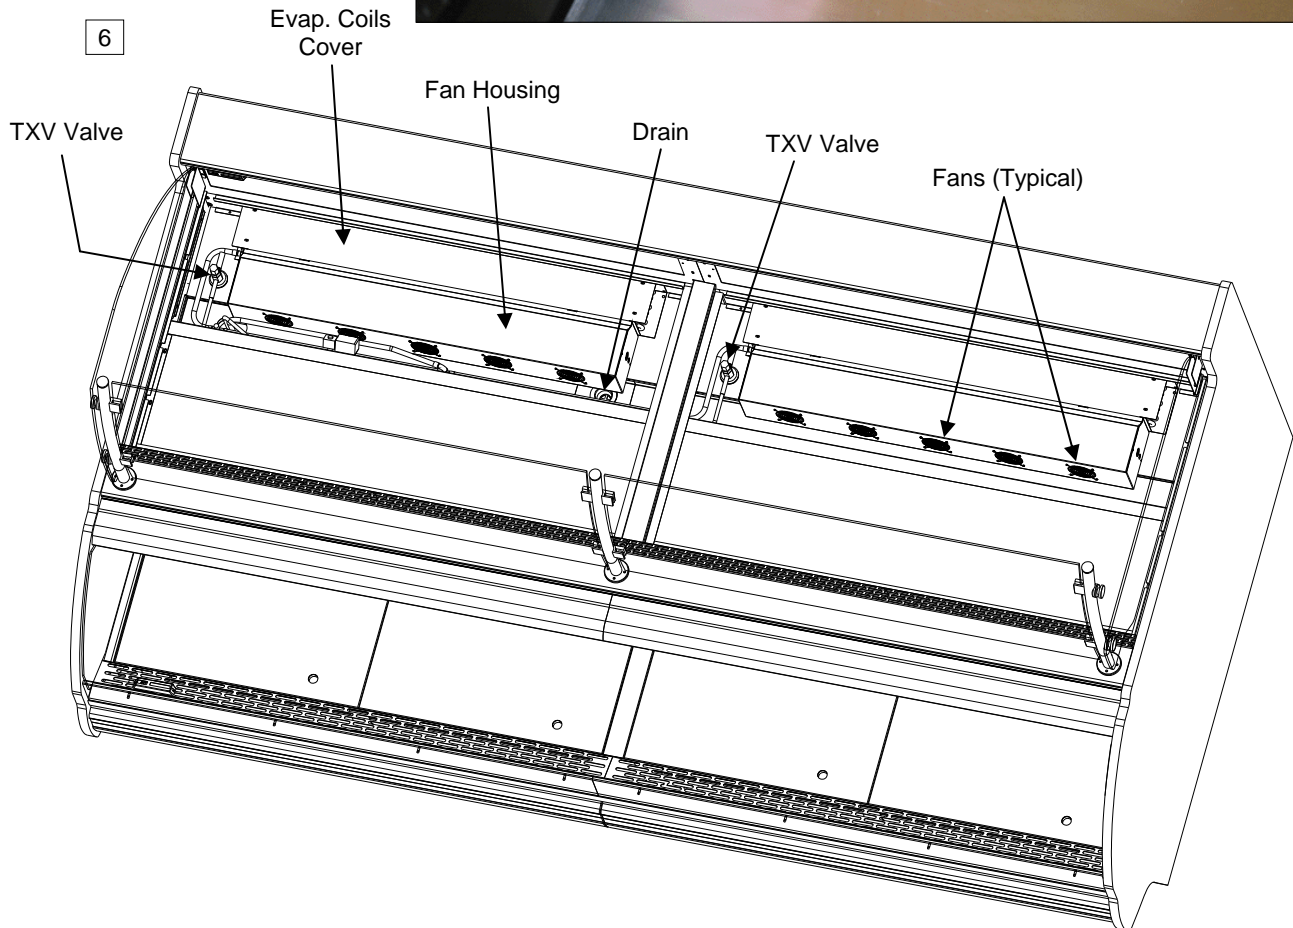 6
Evap. Coils
Cover
Fan Housing
TXV Valve
Drain
TXV Valve
Fans (Typical)